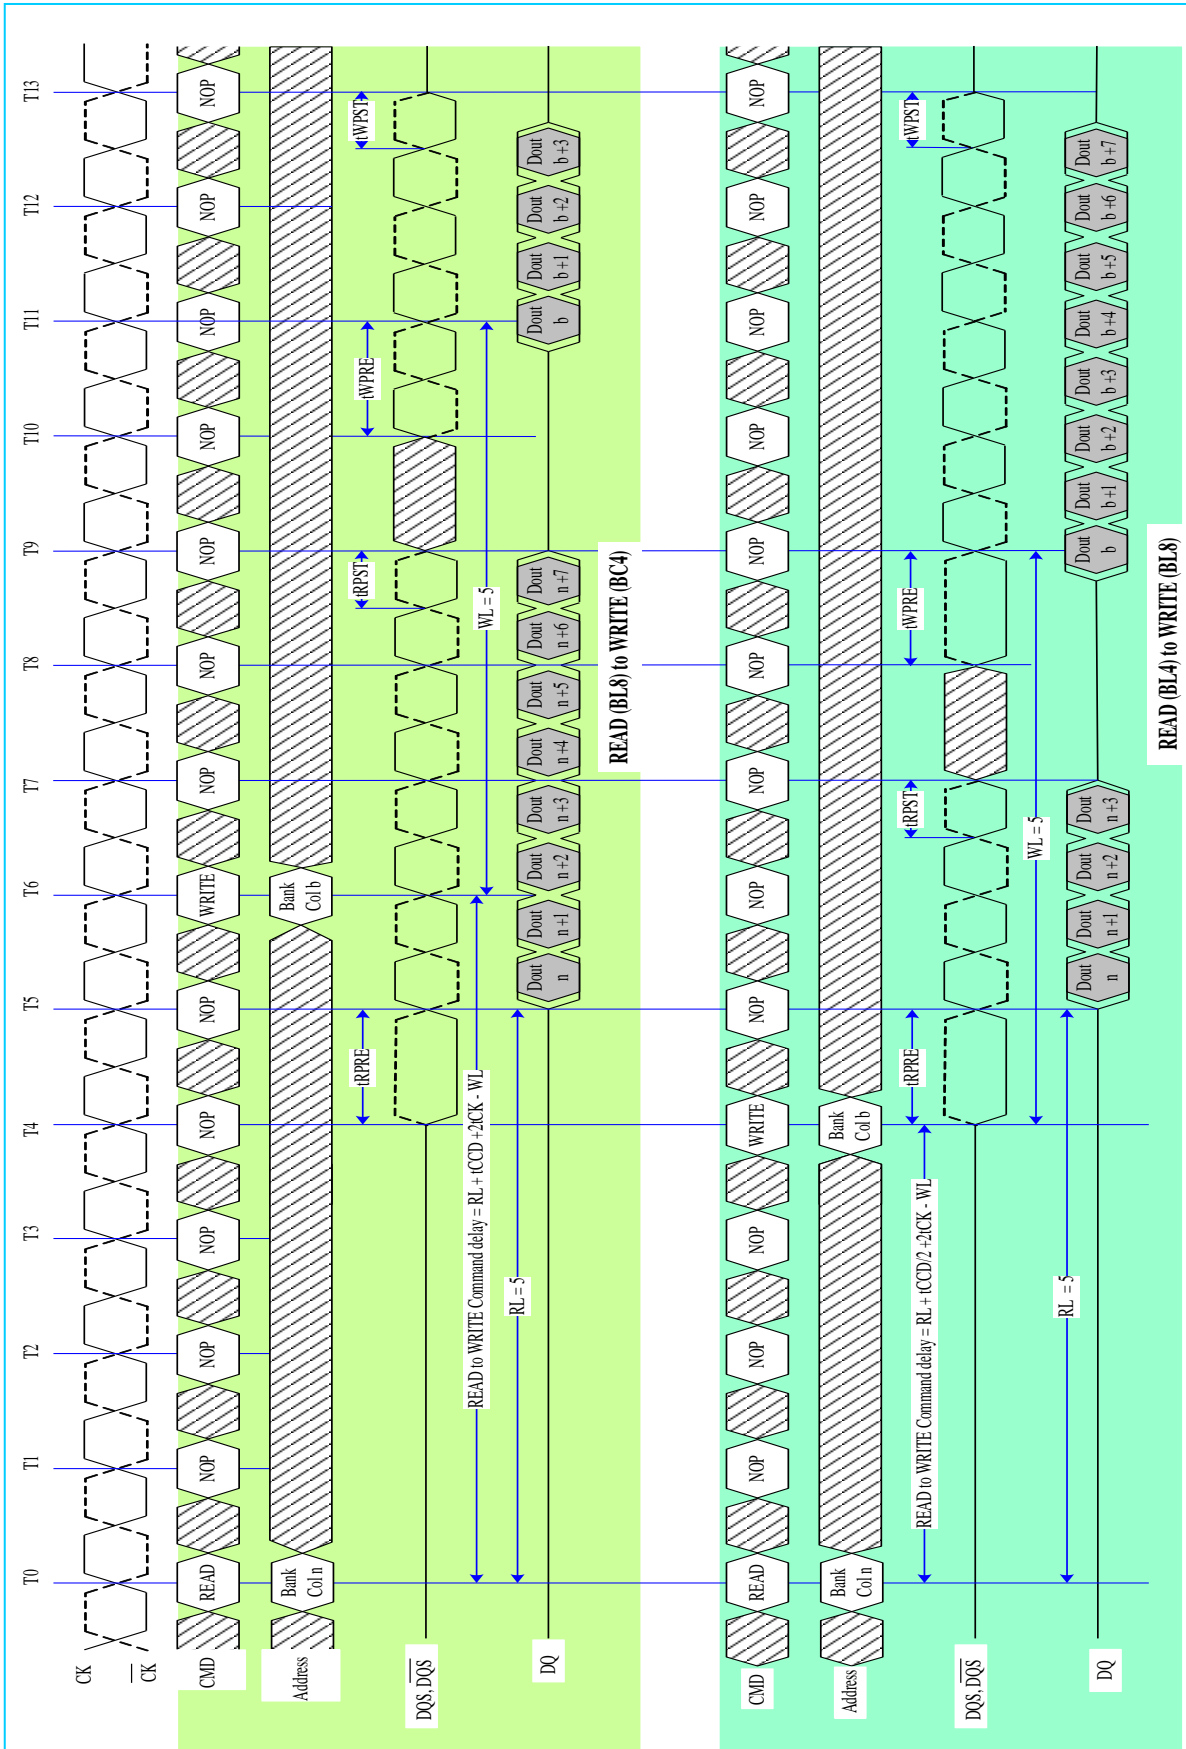 T0 T1 T2 T3 T4 T5 T6 T7 T8 T9 T10 T11 T12 T13
CK
CK
CMD READ NOP NOP NOP NOP NOP WRITE NOP NOP NOP NOP NOP NOP NOP
Address
Bank
Col n
Bank
Col b
tRPRE tRPST tWPRE tWPST
DQS, DQS
READ to WRITE Command delay = RL + tCCD +2tCK - WL
WL = 5
RL = 5
DQ
Dout
n
Dout
n+1
Dout
n+2
Dout
n+3
Dout
n+4
Dout
n+5
Dout
n+6
Dout
n+7
Dout
b
Dout
b+1
Dout
b+2
Dout
b+3
READ (BL8) to WRITE (BC4)
CMD READ NOP NOP NOP WRITE NOP NOP NOP NOP NOP NOP NOP NOP NOP
Address
Bank
Col n
Bank
Col b
tRPRE tRPST tWPRE tWPST
READ to WRITE Command delay = RL + tCCD/2 +2tCK - WL
DQS, DQS
WL = 5
RL = 5
DQ
Dout
n
Dout
n+1
Dout
n+2
Dout
n+3
Dout
b
Dout
b+1
Dout
b+2
Dout
b+3
Dout
b+4
Dout
b+5
Dout
b+6
Dout
b+7
READ (BL4) to WRITE (BL8)